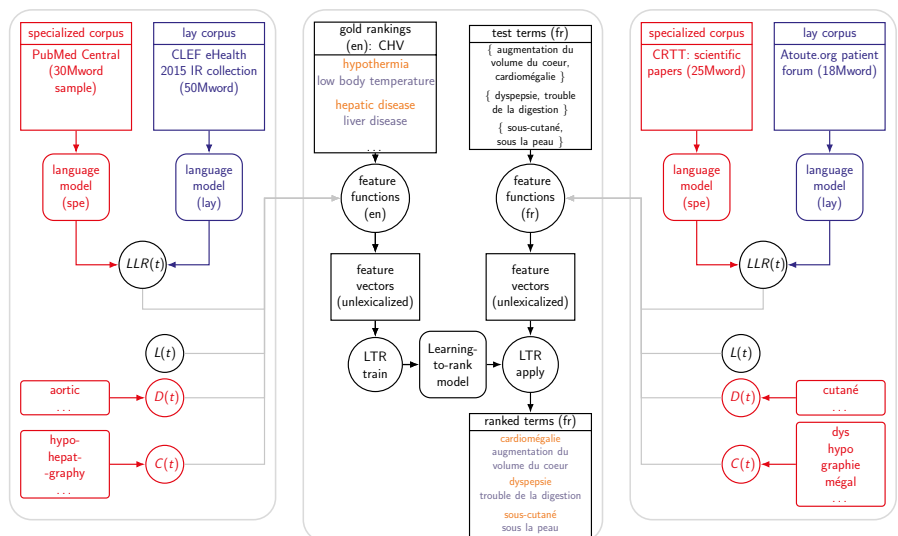 specialized corpus
PubMed Central
(30Mword
sample)
lay corpus
CLEF eHealth
2015 IR collection
(50Mword)
language
model
(spe)
language
model
(lay)
LLR(t)
L(t)
aortic
...
D(t)
hypo-
hepat-
-graphy
...
C(t)
gold rankings
(en): CHV
hypothermia
low body temperature
hepatic disease
liver disease
...
feature
functions
(en)
feature
vectors
(unlexicalized)
LTR
train
Learning-
to-rank
model
test terms (fr)
{ augmentation du
volume du coeur,
cardiomégalie }
{ dyspepsie, trouble
de la digestion }
{ sous-cutané,
sous la peau }
feature
functions
(fr)
feature
vectors
(unlexicalized)
LTR
apply
ranked terms (fr)
cardiomégalie
augmentation du
volume du coeur
dyspepsie
trouble de la digestion
sous-cutané
sous la peau
specialized corpus
CRTT: scientific
papers (25Mword)
lay corpus
Atoute.org patient
forum (18Mword)
language
model
(spe)
language
model
(lay)
LLR(t)
L(t)
D(t)
cutané
...
C(t)
dys
hypo
graphie
mégal
...